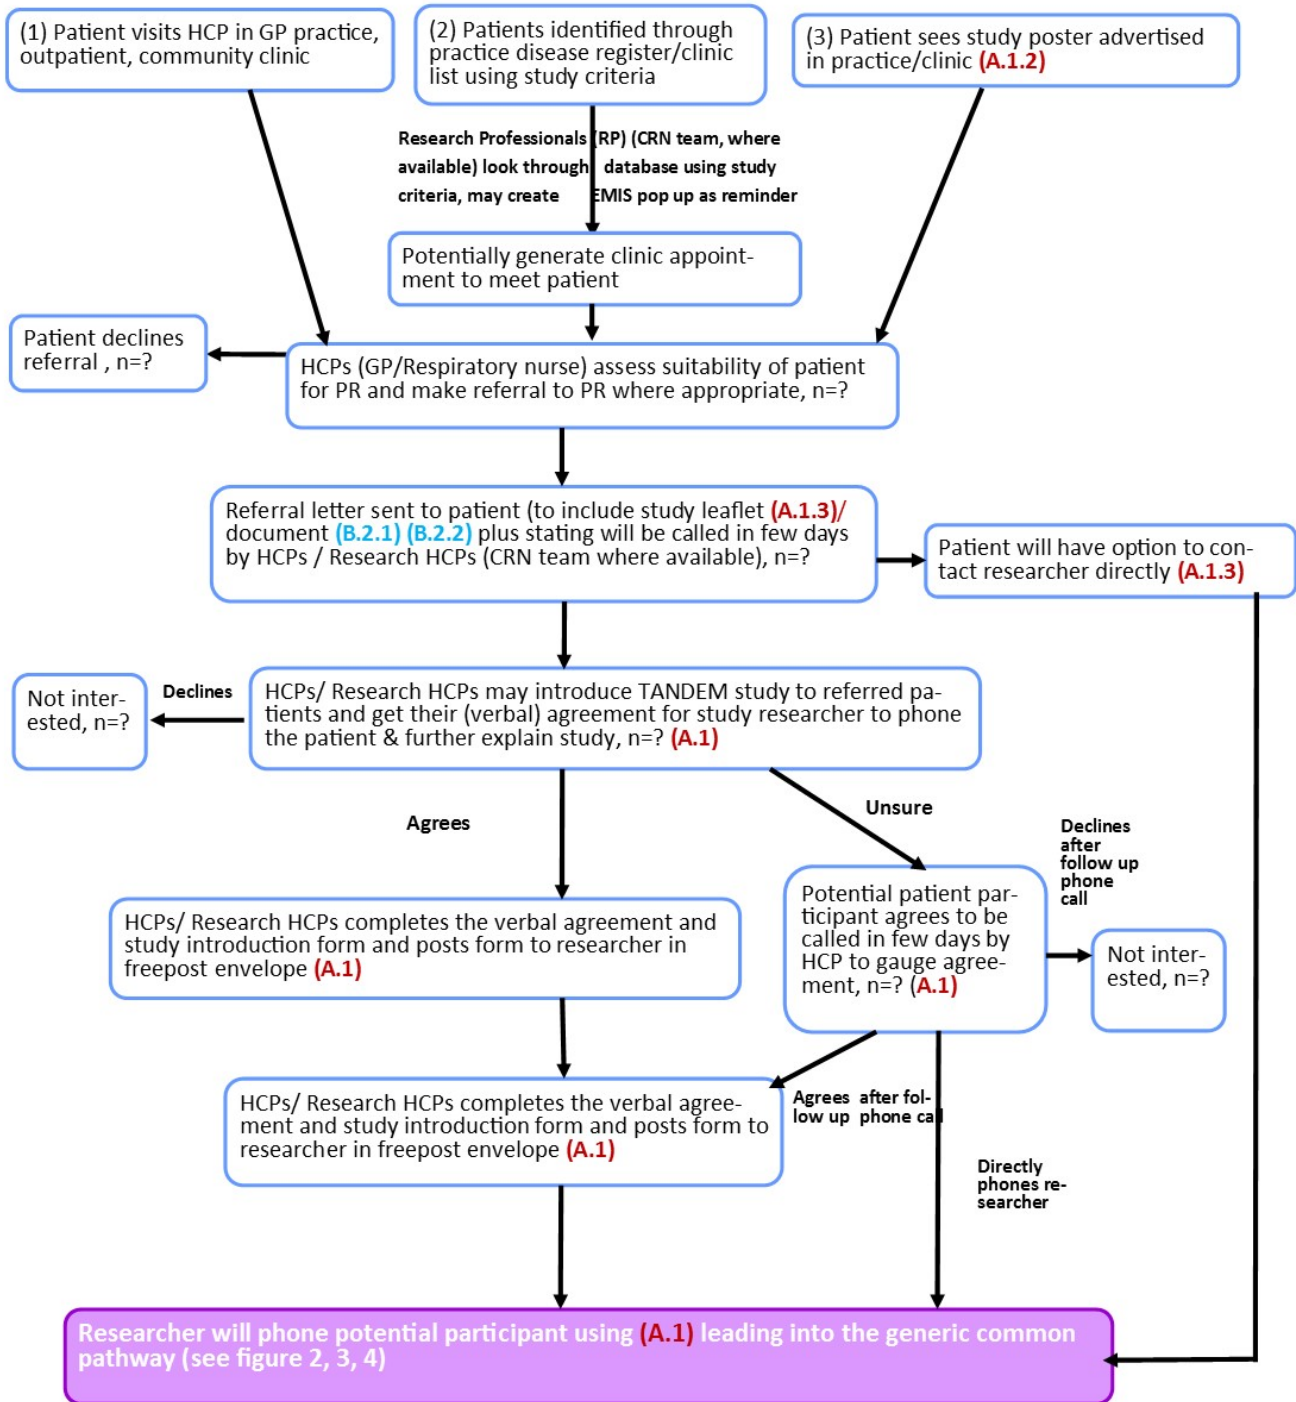 (1) Patient visits HCP in GP practice,
outpatient, community clinic
(2) Patients identified through
practice disease register/clinic
list using study criteria
(3) Patient sees study poster advertised
in practice/clinic (A.1.2)
Research Professionals (RP) (CRN team, where
available) look through database using study
criteria, may create EMIS pop up as reminder
Potentially generate clinic appoint-
ment to meet patient
Patient declines
referral , n=?
HCPs (GP/Respiratory nurse) assess suitability of patient
for PR and make referral to PR where appropriate, n=?
Referral letter sent to patient (to include study leaflet (A.1.3)/
document (B.2.1) (B.2.2) plus stating will be called in few days
by HCPs / Research HCPs (CRN team where available), n=?
Patient will have option to con-
tact researcher directly (A.1.3)
Not inter-
ested, n=?
Declines
HCPs/ Research HCPs may introduce TANDEM study to referred pa-
tients and get their (verbal) agreement for study researcher to phone
the patient & further explain study, n=? (A.1)
Agrees
Unsure
Declines
after
follow up
phone
call
HCPs/ Research HCPs completes the verbal agreement and
study introduction form and posts form to researcher in
freepost envelope (A.1)
Potential patient par-
ticipant agrees to be
called in few days by
HCP to gauge agree-
ment, n=? (A.1)
Not inter-
ested, n=?
HCPs/ Research HCPs completes the verbal agree-
ment and study introduction form and posts form to
researcher in freepost envelope (A.1)
Agrees after fol-
low up phone call
Directly
phones re-
searcher
Researcher will phone potential participant using (A.1) leading into the generic common
pathway (see figure 2, 3, 4)